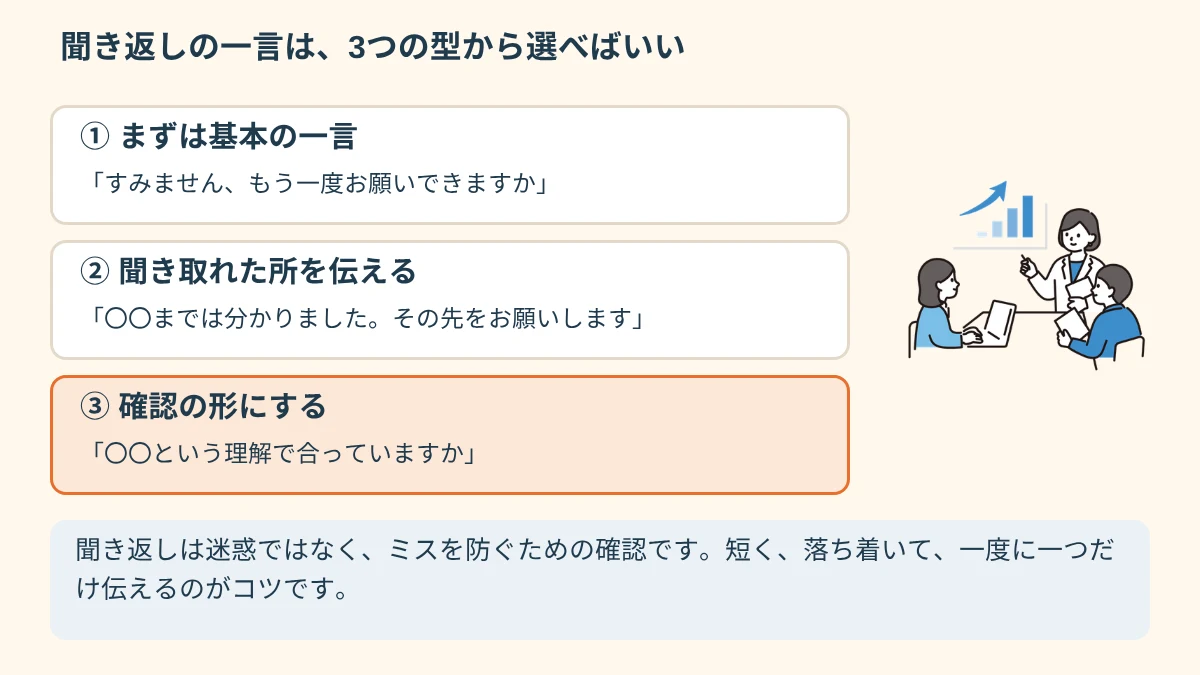 聞き返しの一言は、3つの型から選べばいい
① まずは基本の一言
「すみません、もう一度お願いできますか」
② 聞き取れた所を伝える
「〇〇までは分かりました。その先をお願いします」
③ 確認の形にする
「〇〇という理解で合っていますか」
聞き返しは迷惑ではなく、ミスを防ぐための確認です。短く、落ち着いて、一度に一つだ
け伝えるのがコツです。